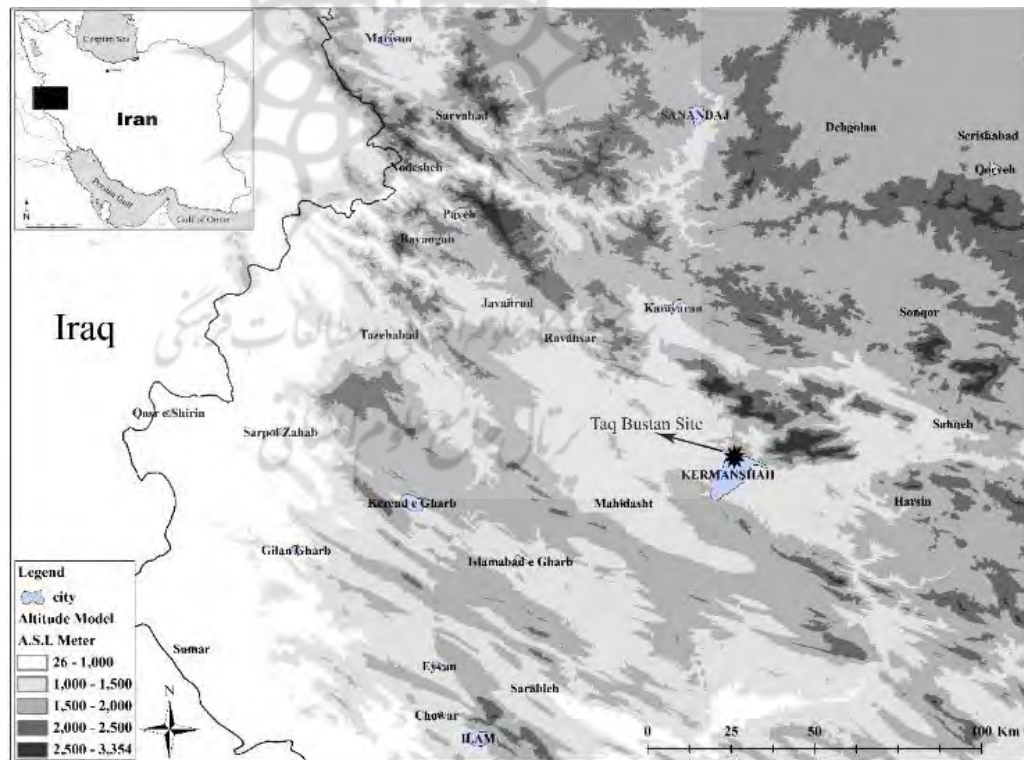 Caspian Sea
Iran
Persian Gulf
Gulf of Oman
N
Marivan
Sarvabad
SANANDAJ
Dehgolan
Serishabad
Qorveh
Nodesheh
Paveh
Bayangan
Javanrud
Kamyaran
Sonqor
Iraq
Tazehabad
Ravansar
Qasr e Shirin
Sarpol Zahab
Taq Bustan Site
Sahneh
KERMANSHAH
Kerend e Gharb
Mahidasht
Harsin
Gilan Gharb
Islamabad e Gharb
Legend
city
Altitude Model
A.S.L Meter
26 - 1,000
1,000 - 1,500
1,500 - 2,000
2,000 - 2,500
2,500 - 3,354
Sumar
N
Eyvan
Sarableh
Chowar
ILAM
0 25 50 100 Km